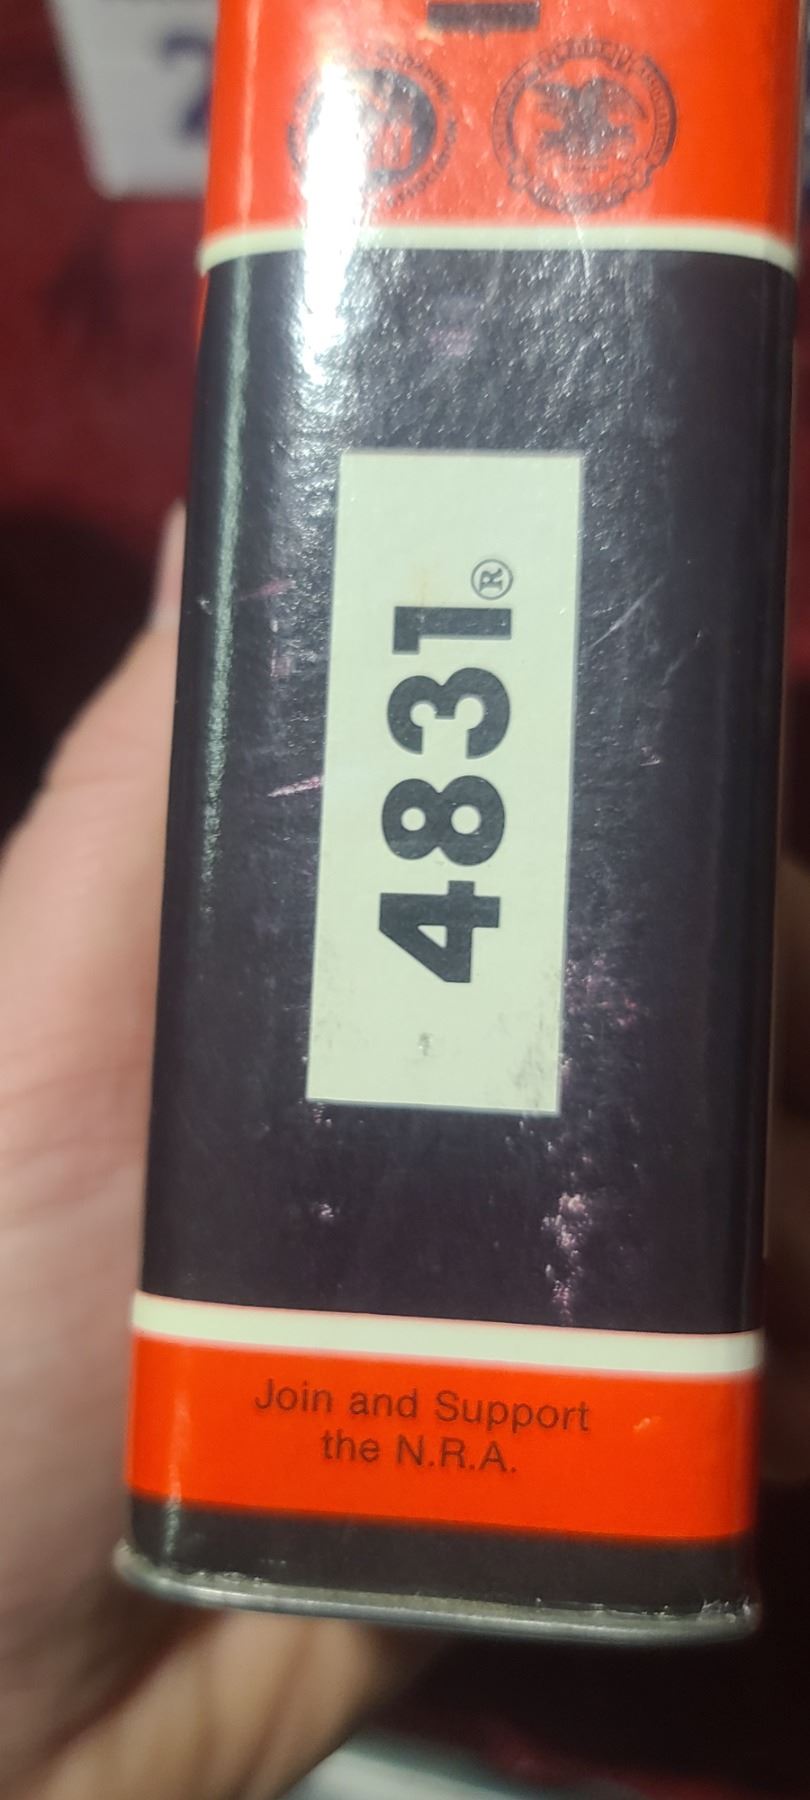 4831®
Join and Support
the N.R.A.